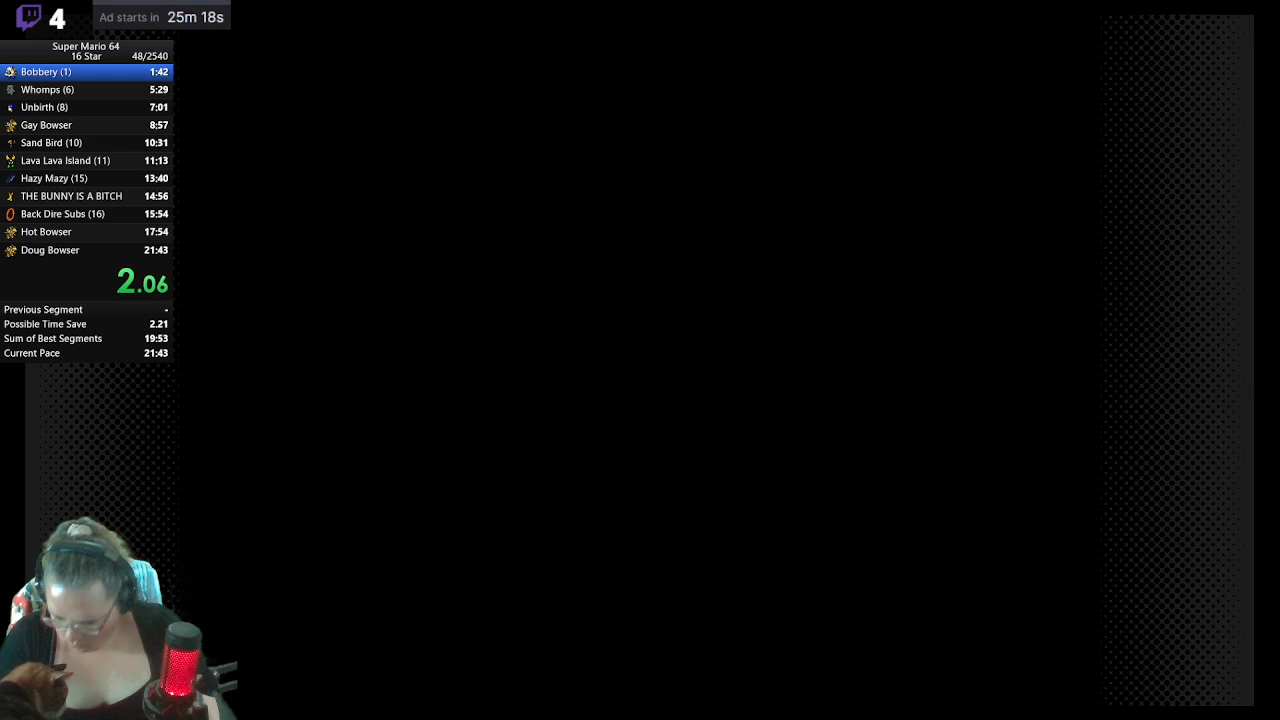 4
Ad starts in 25m 18s
Super Mario 64
16 Star 48/2540
Bobbery (1) 1:42
Whomps (6) 5:29
Unbirth (8) 7:01
Gay Bowser 8:57
Sand Bird (10) 10:31
Lava Lava Island (11) 11:13
Hazy Mazy (15) 13:40
THE BUNNY IS A BITCH 14:56
Back Dire Subs (16) 15:54
Hot Bowser 17:54
Doug Bowser 21:43
2.06
Previous Segment -
Possible Time Save 2.21
Sum of Best Segments 19:53
Current Pace 21:43